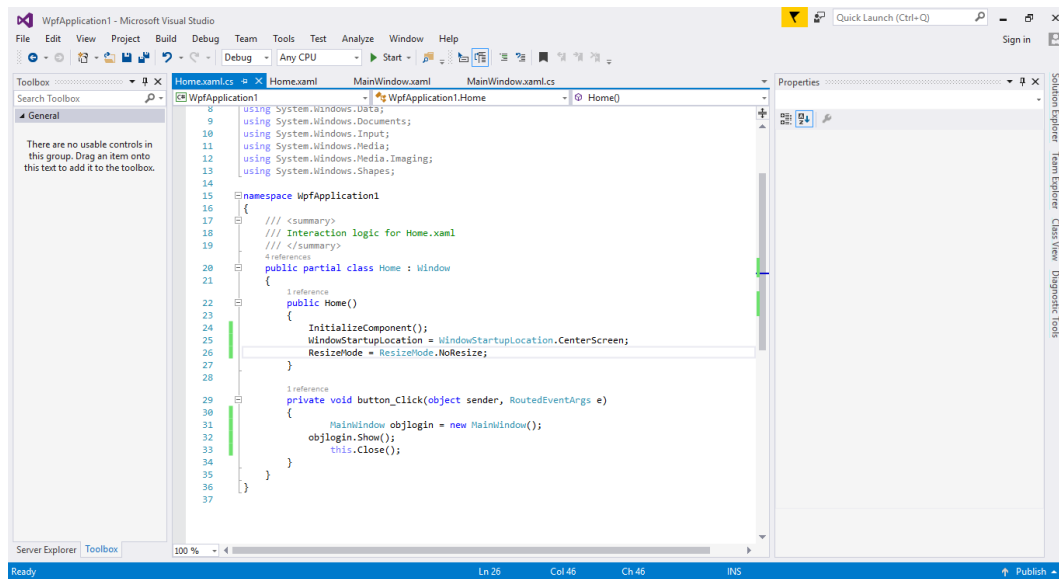 WpfApplication1 - Microsoft Visual Studio
Quick Launch (Ctrl+Q)
File Edit View Project Build Debug Team Tools Test Analyze Window Help
Sign in
Debug Any CPU Start
Toolbox
Search Toolbox
General
There are no usable controls in
this group. Drag an item onto
this text to add it to the toolbox.
Server Explorer Toolbox
Home.xaml.cs Home.xaml MainWindow.xaml MainWindow.xaml.cs
WpfApplication1 WpfApplication1.Home Home()
8 using System.Windows.Data;
9 using System.Windows.Documents;
10 using System.Windows.Input;
11 using System.Windows.Media;
12 using System.Windows.Media.Imaging;
13 using System.Windows.Shapes;
14
15 namespace WpfApplication1
16 {
17 /// <summary>
18 /// Interaction logic for Home.xaml
19 /// </summary>
4 references
20 public partial class Home : Window
21 {
1 reference
22 public Home()
23 {
24 InitializeComponent();
25 WindowStartupLocation = WindowStartupLocation.CenterScreen;
26 ResizeMode = ResizeMode.NoResize;
27 }
28
1 reference
29 private void button_Click(object sender, RoutedEventArgs e)
30 {
31 MainWindow objlogin = new MainWindow();
32 objlogin.Show();
33 this.Close();
34 }
35 }
36 }
37
100 %
Properties
Solution Explorer
Team Explorer
Class View
Diagnostic Tools
Ready Ln 26 Col 46 Ch 46 INS Publish